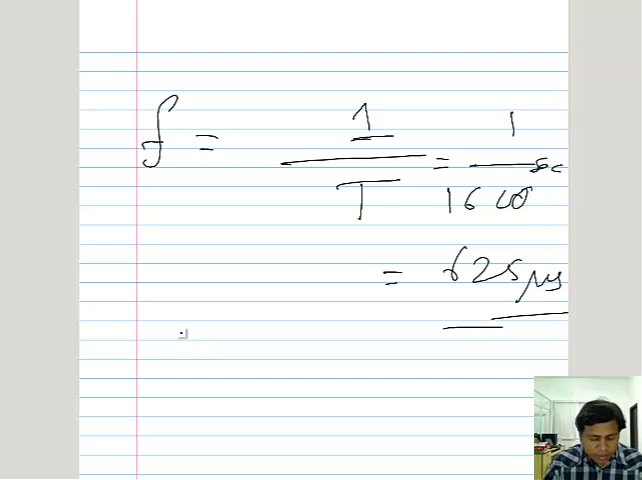 f = 1/T = 1/1600 sec
= 625 μs